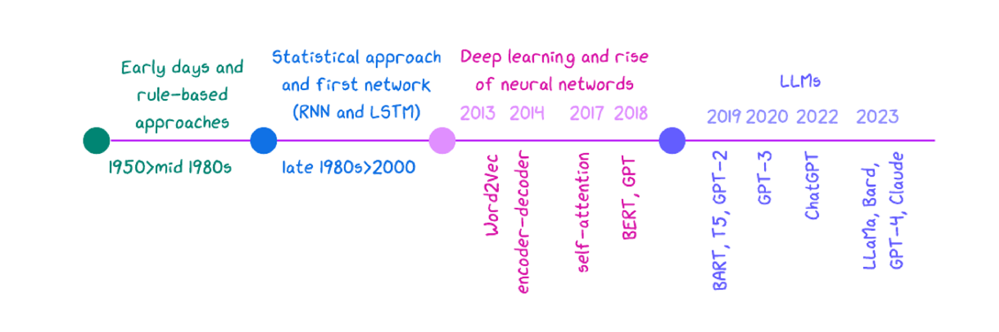 Early days and
rule-based
approaches
1950>mid 1980s
Statistical approach
and first network
(RNN and LSTM)
late 1980s>2000
Deep learning and rise
of neural networds
2013 2014 2017 2018
Word2Vec
encoder-decoder
self-attention
BERT, GPT
LLMs
2019 2020 2022 2023
BART, T5, GPT-2
GPT-3
ChatGPT
LLaMa, Bard,
GPT-4, Claude